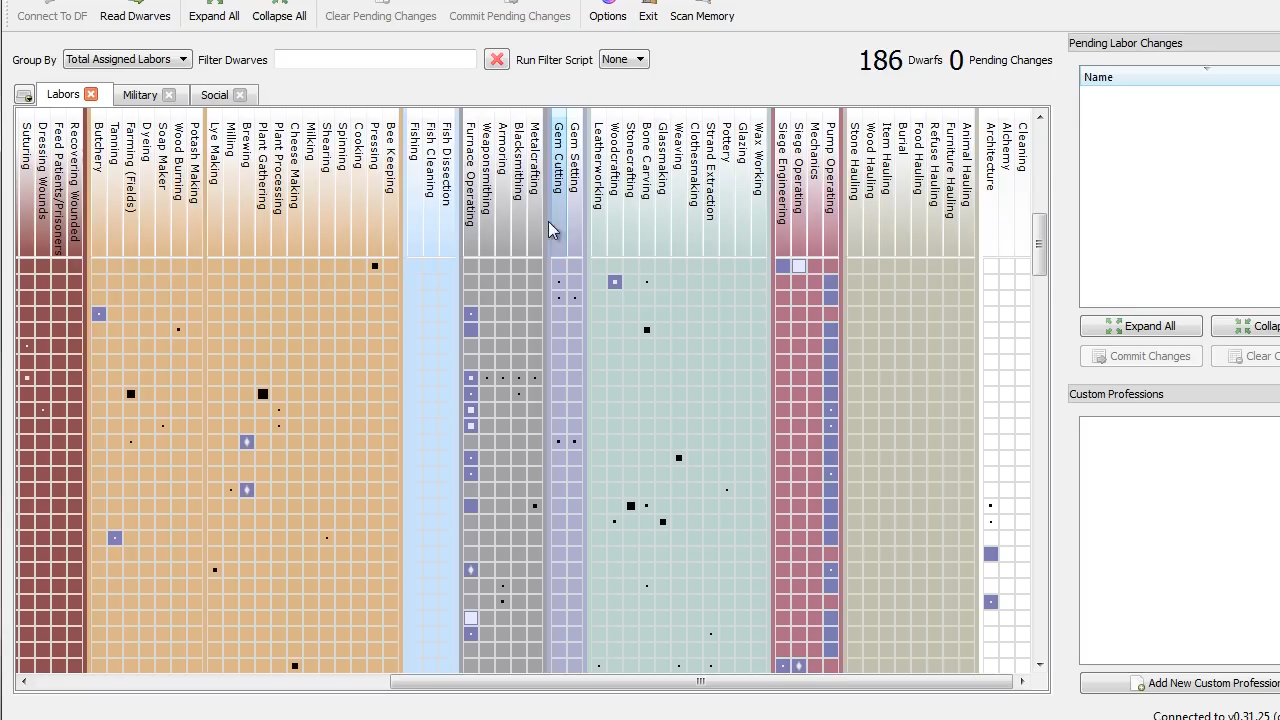 Connect To DF Read Dwarves Expand All Collapse All Clear Pending Changes Commit Pending Changes Options Exit Scan Memory
Group By Total Assigned Labors Filter Dwarves Run Filter Script None 186 Dwarfs 0 Pending Changes
Labors Military Social
Suturing
Dressing Wounds
Feed Patients/Prisoners
Recovering Wounded
Butchery
Tanning
Farming (Fields)
Dyeing
Soap Maker
Wood Burning
Potash Making
Lye Making
Milling
Brewing
Plant Gathering
Plant Processing
Cheese Making
Milking
Shearing
Spinning
Cooking
Pressing
Bee Keeping
Fishing
Fish Cleaning
Fish Dissection
Furnace Operating
Weaponsmithing
Armoring
Blacksmithing
Metalcrafting
Gem Cutting
Gem Setting
Leatherworking
Woodcrafting
Stonecrafting
Bone Carving
Glassmaking
Weaving
Clothesmaking
Strand Extraction
Pottery
Glazing
Wax Working
Siege Engineering
Siege Operating
Mechanics
Pump Operating
Stone Hauling
Wood Hauling
Item Hauling
Burial
Food Hauling
Refuse Hauling
Furniture Hauling
Animal Hauling
Architecture
Alchemy
Cleaning
Pending Labor Changes
Name
Expand All Collap
Commit Changes Clear C
Custom Professions
Add New Custom Profession
Connected to v0.31.25 (